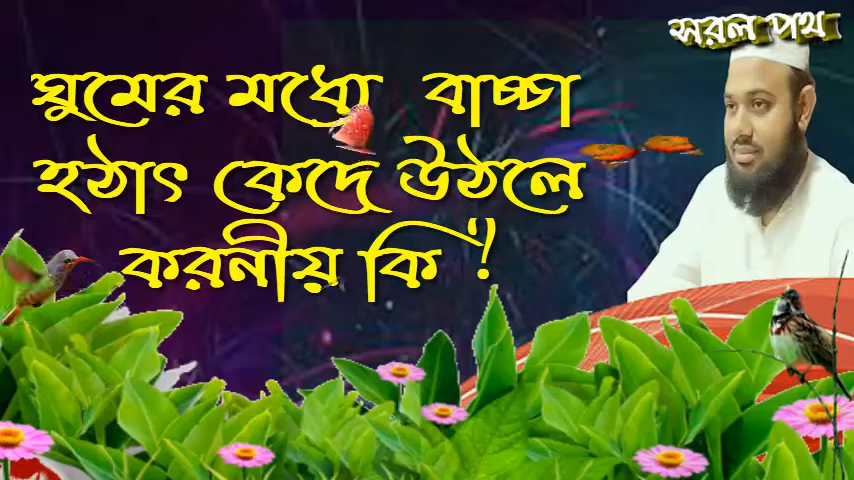 সরল পথ
ঘুমের মধ্যে বাচ্চা
হঠাৎ কেদে উঠলে
করনীয় কি ?